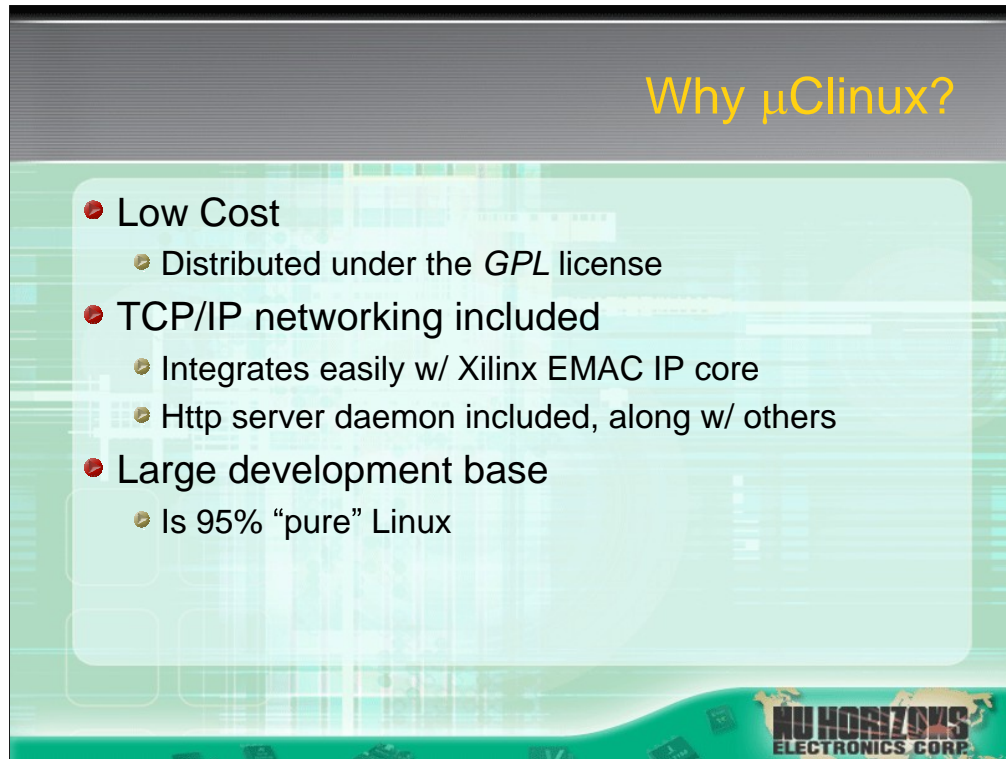 Why μClinux?
Low Cost
Distributed under the GPL license
TCP/IP networking included
Integrates easily w/ Xilinx EMAC IP core
Http server daemon included, along w/ others
Large development base
Is 95% “pure” Linux
NU HORIZONS
ELECTRONICS CORP.